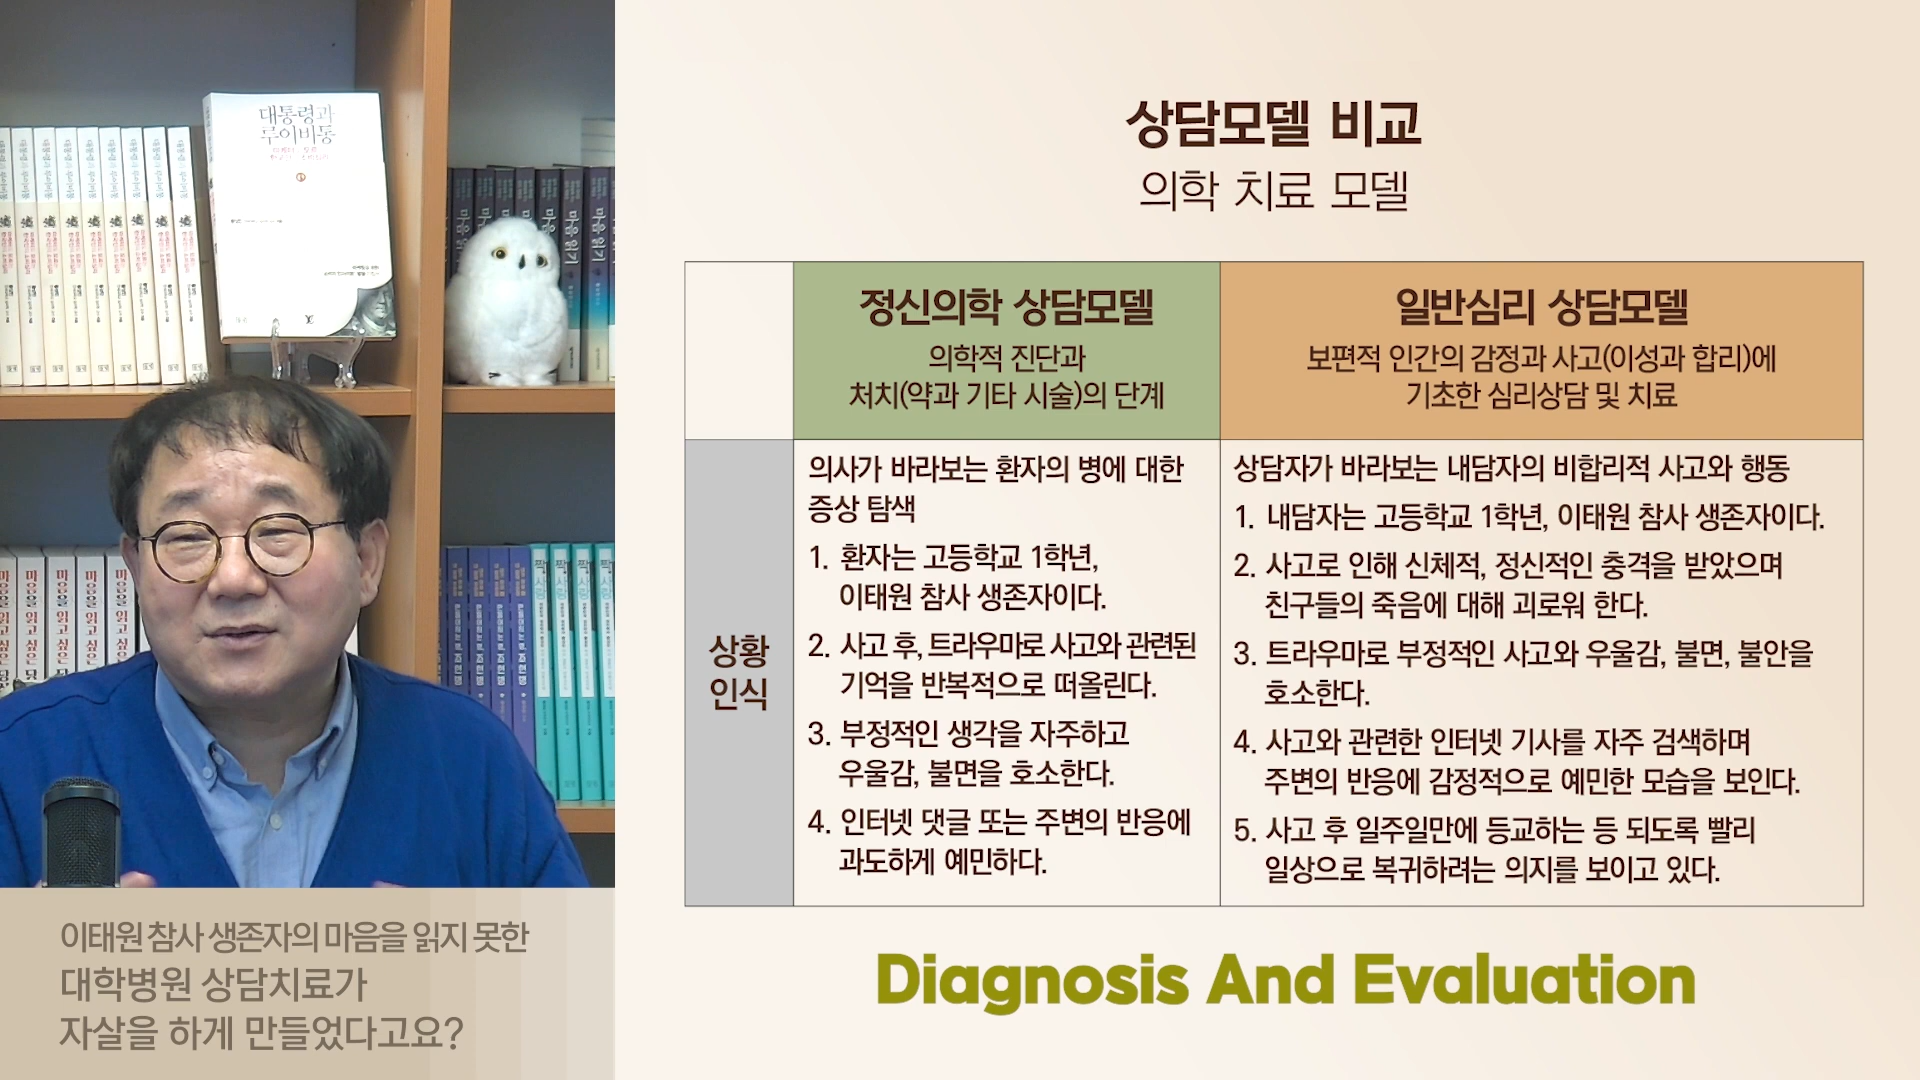 대통령과
루이비통
마음 읽기
상담모델 비교
의학 치료 모델
정신의학 상담모델
의학적 진단과
처치(약과 기타 시술)의 단계
일반심리 상담모델
보편적 인간의 감정과 사고(이성과 합리)에
기초한 심리상담 및 치료
상황
인식
의사가 바라보는 환자의 병에 대한
증상 탐색
1. 환자는 고등학교 1학년,
이태원 참사 생존자이다.
2. 사고 후, 트라우마로 사고와 관련된
기억을 반복적으로 떠올린다.
3. 부정적인 생각을 자주하고
우울감, 불면을 호소한다.
4. 인터넷 댓글 또는 주변의 반응에
과도하게 예민하다.
상담자가 바라보는 내담자의 비합리적 사고와 행동
1. 내담자는 고등학교 1학년, 이태원 참사 생존자이다.
2. 사고로 인해 신체적, 정신적인 충격을 받았으며
친구들의 죽음에 대해 괴로워 한다.
3. 트라우마로 부정적인 사고와 우울감, 불면, 불안을
호소한다.
4. 사고와 관련한 인터넷 기사를 자주 검색하며
주변의 반응에 감정적으로 예민한 모습을 보인다.
5. 사고 후 일주일만에 등교하는 등 되도록 빨리
일상으로 복귀하려는 의지를 보이고 있다.
Diagnosis And Evaluation
이태원 참사 생존자의 마음을 읽지 못한
대학병원 상담치료가
자살을 하게 만들었다고요?